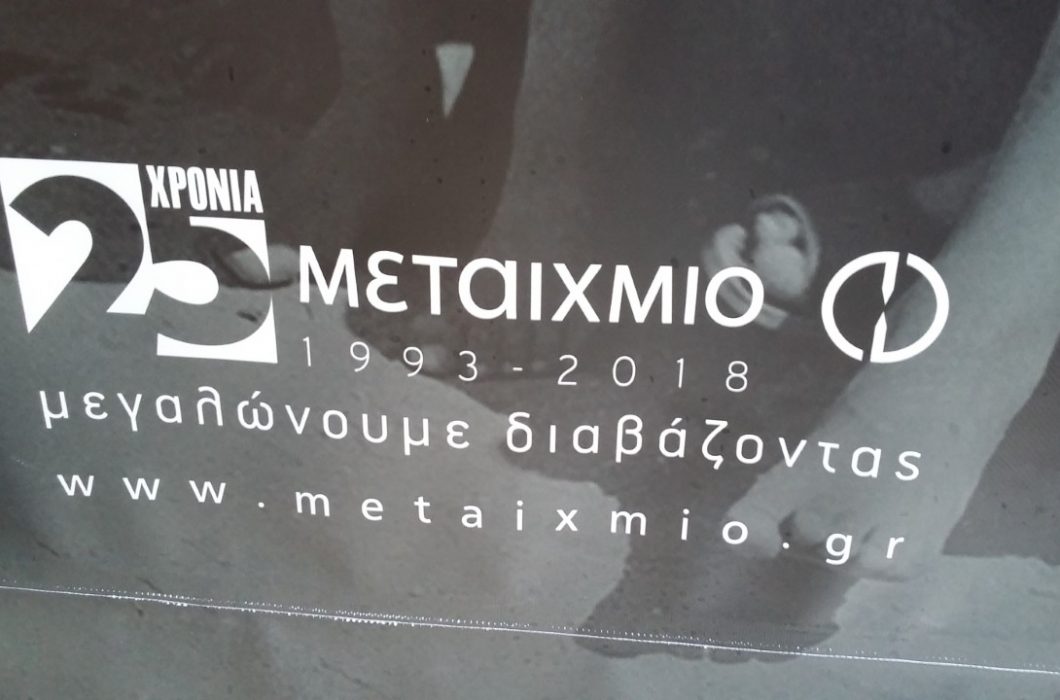 25 ΧΡΟΝΙΑ
ΜΕΤΑΙΧΜΙΟ
1993-2018
μεγαλώνουμε διαβάζοντας
www.metaixmio.gr